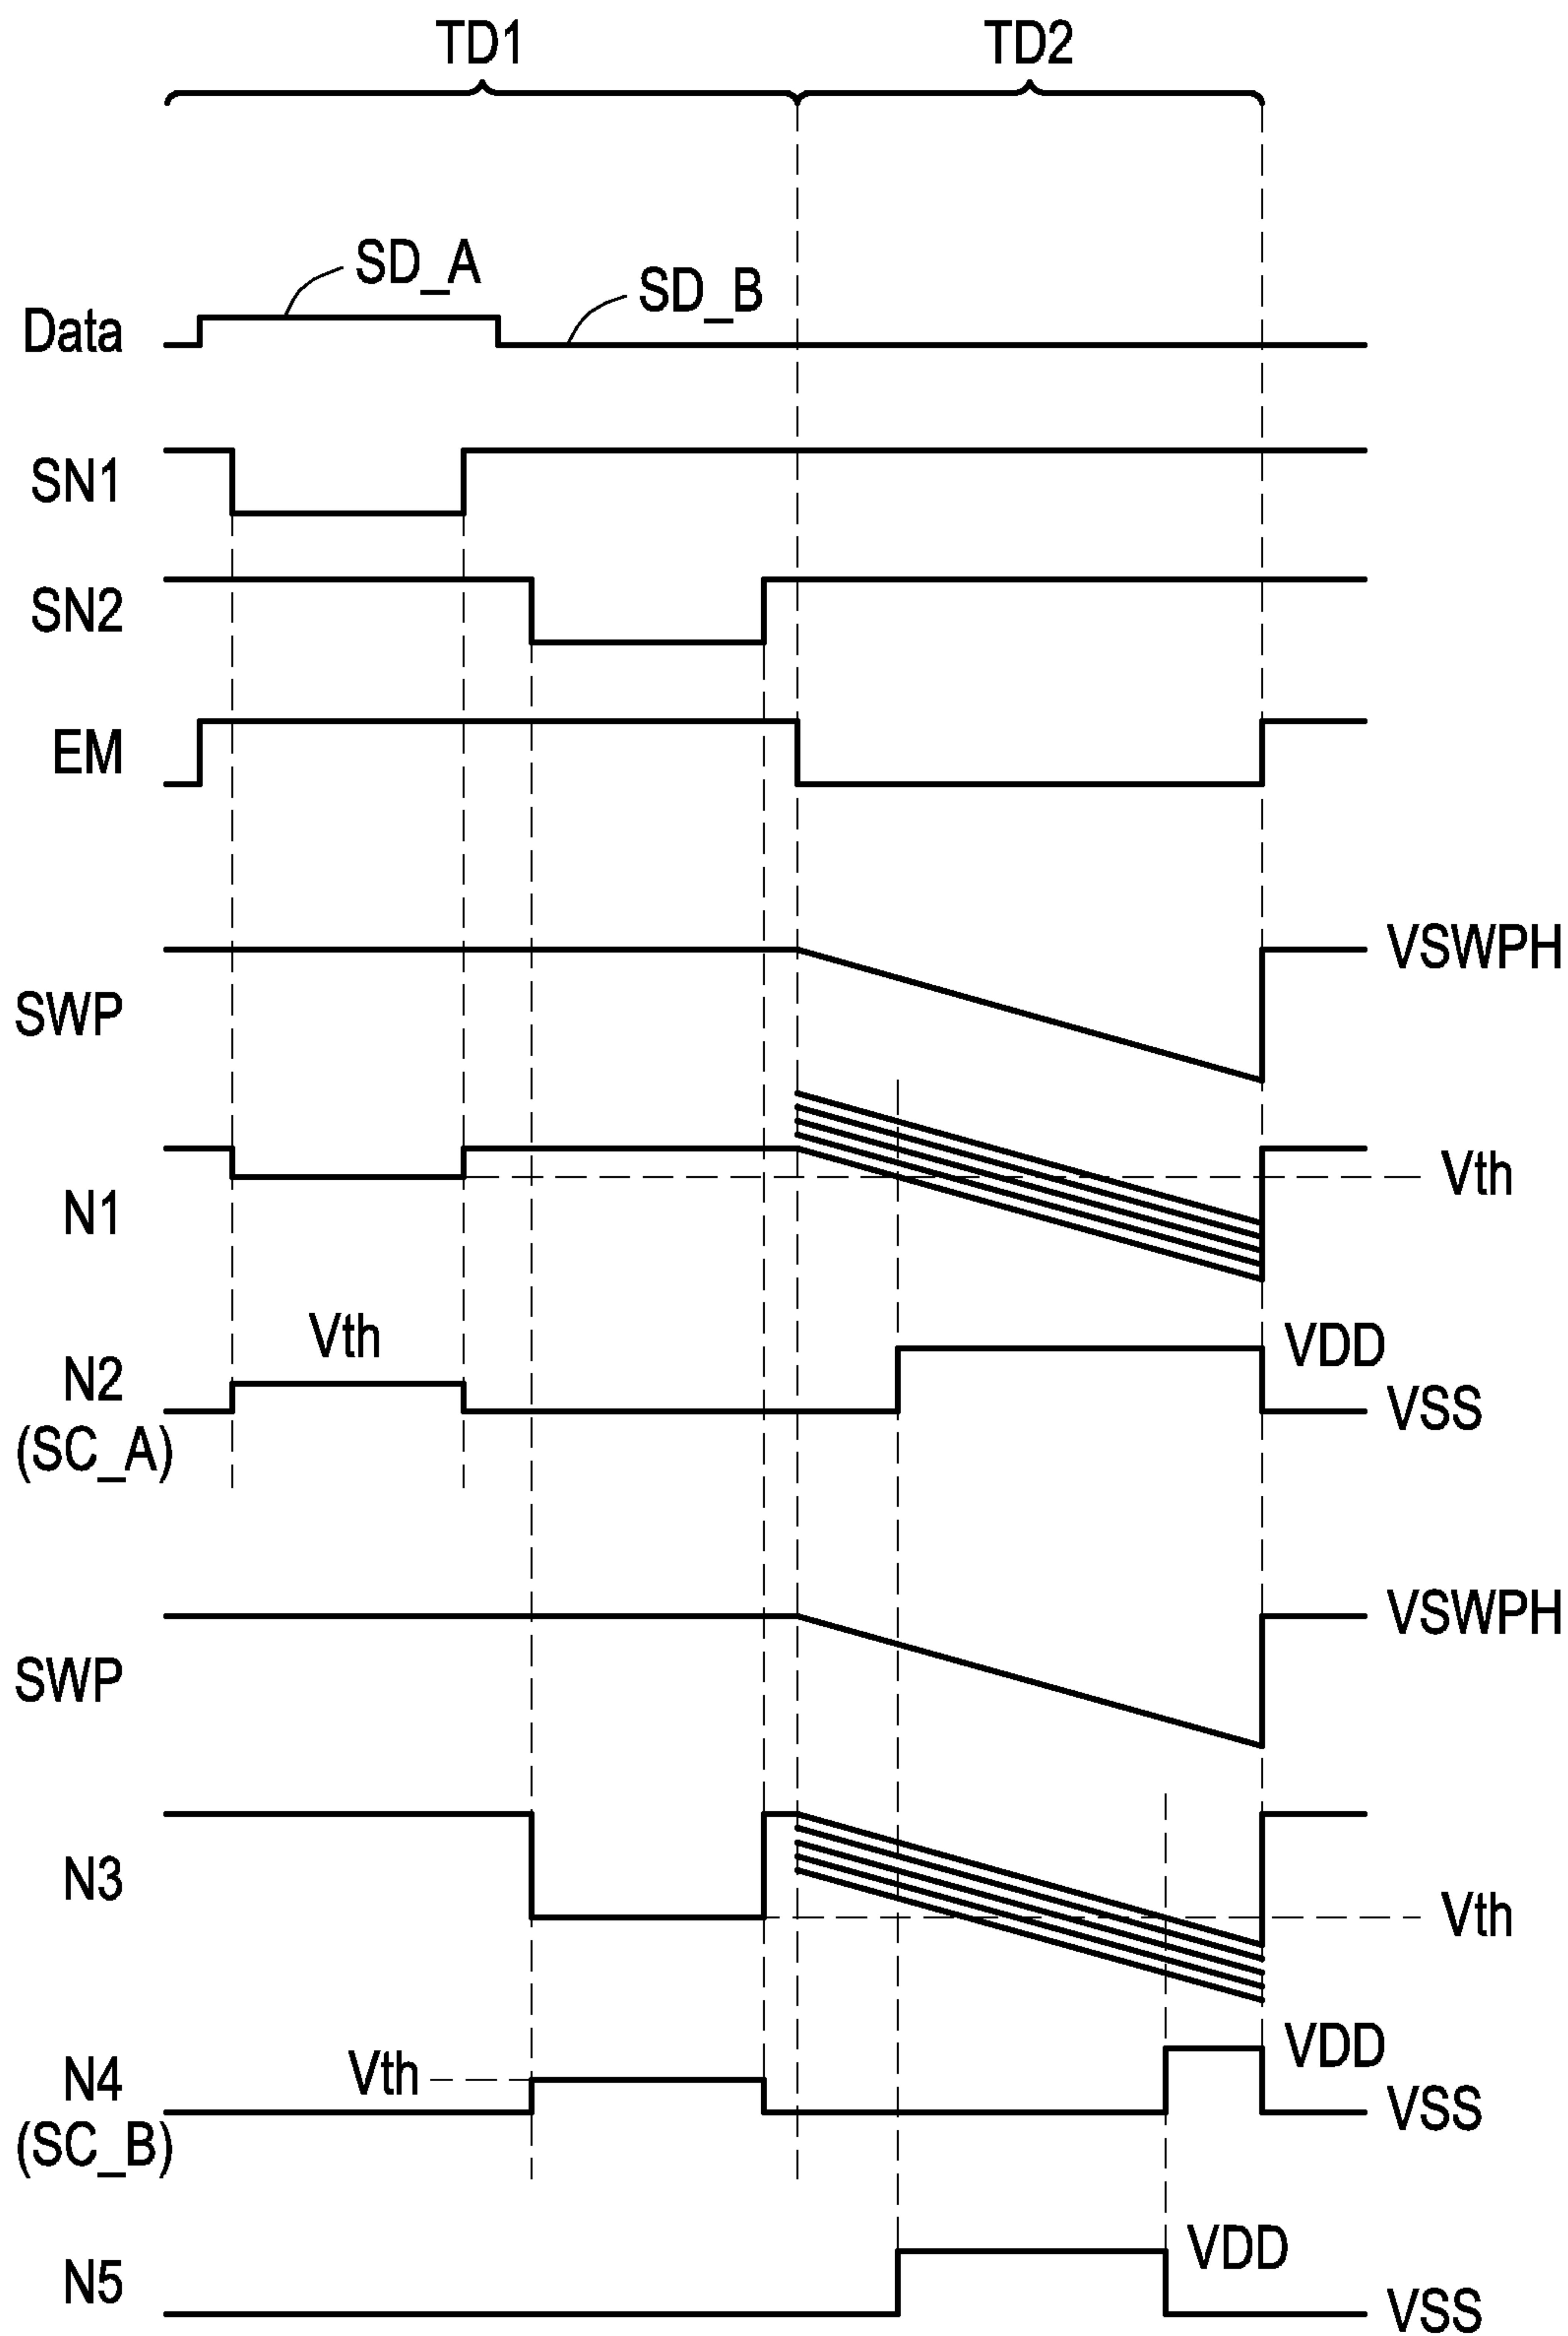 TD1 TD2
SD_A
SD_B
Data
SN1
SN2
EM
VSWPH
SWP
Vth
N1
Vth
VDD
N2
VSS
(SC_A)
VSWPH
SWP
N3
Vth
VDD
N4
Vth
VSS
(SC_B)
VDD
N5
VSS